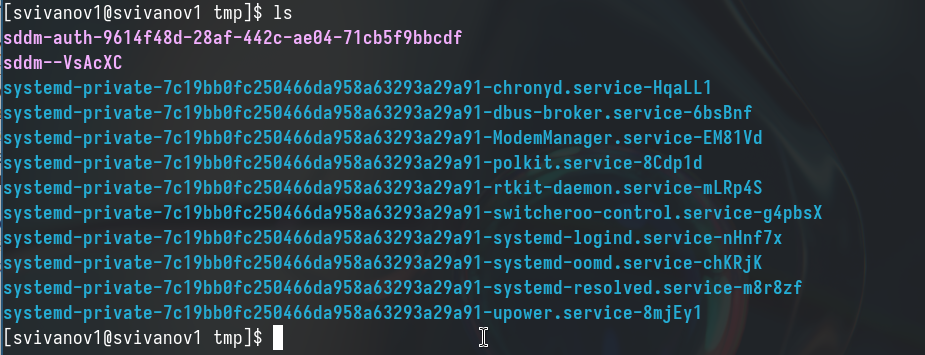 [svivanov1@svivanov1 tmp]$ ls
sddm-auth-9614f48d-28af-442c-ae04-71cb5f9bbcdf
sddm--VsAcXC
systemd-private-7c19bb0fc250466da958a63293a29a91-chronyd.service-HqaLL1
systemd-private-7c19bb0fc250466da958a63293a29a91-dbus-broker.service-6bsBnf
systemd-private-7c19bb0fc250466da958a63293a29a91-ModemManager.service-EM81Vd
systemd-private-7c19bb0fc250466da958a63293a29a91-polkit.service-8Cdp1d
systemd-private-7c19bb0fc250466da958a63293a29a91-rtkit-daemon.service-mLRp4S
systemd-private-7c19bb0fc250466da958a63293a29a91-switcheroo-control.service-g4pbsX
systemd-private-7c19bb0fc250466da958a63293a29a91-systemd-logind.service-nHnf7x
systemd-private-7c19bb0fc250466da958a63293a29a91-systemd-oomd.service-chKRjK
systemd-private-7c19bb0fc250466da958a63293a29a91-systemd-resolved.service-m8r8zf
systemd-private-7c19bb0fc250466da958a63293a29a91-upower.service-8mjEy1
[svivanov1@svivanov1 tmp]$